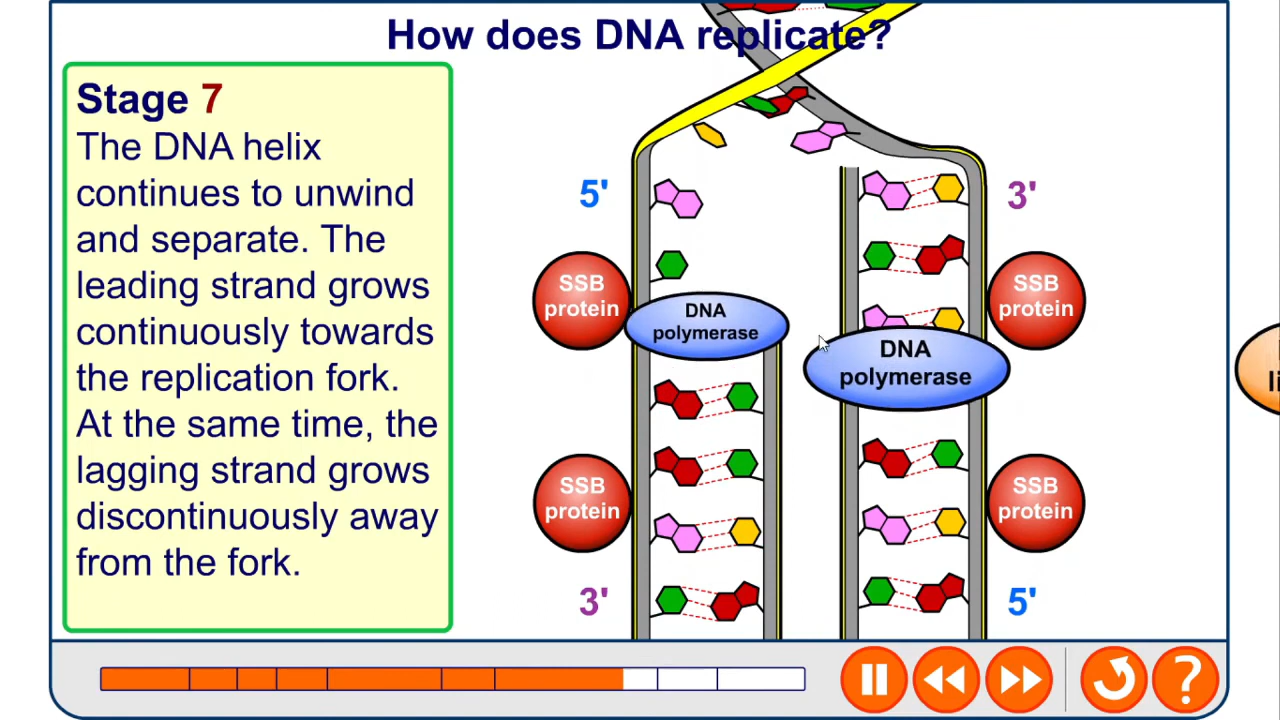 How does DNA replicate?
Stage 7
The DNA helix
continues to unwind
and separate. The
leading strand grows
continuously towards
the replication fork.
At the same time, the
lagging strand grows
discontinuously away
from the fork.
5'
3'
SSB
protein
SSB
protein
DNA
polymerase
DNA
polymerase
SSB
protein
SSB
protein
3'
5'
?